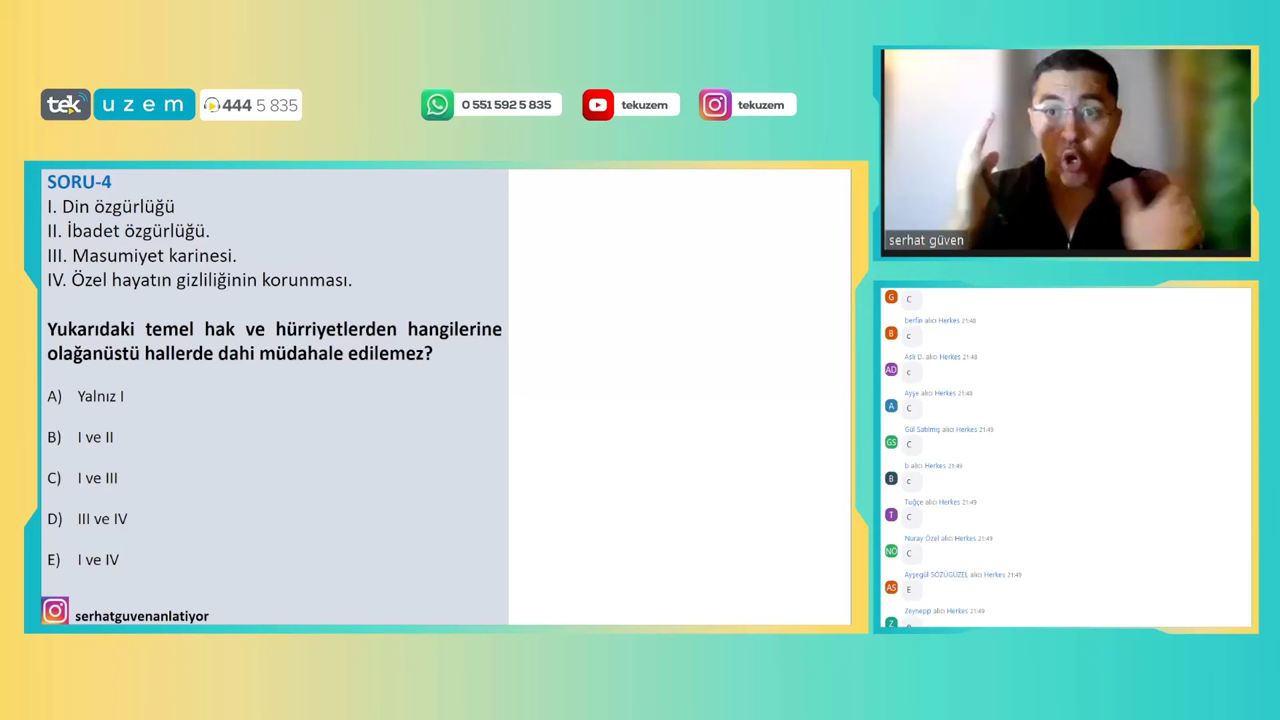 tek uzem 444 5 835
0 551 592 5 835
tekuzem
tekuzem
SORU-4
I. Din özgürlüğü
II. İbadet özgürlüğü.
III. Masumiyet karinesi.
IV. Özel hayatın gizliliğinin korunması.
Yukarıdaki temel hak ve hürriyetlerden hangilerine
olağanüstü hallerde dahi müdahale edilemez?
A) Yalnız I
B) I ve II
C) I ve III
D) III ve IV
E) I ve IV
serhatguvenanlatiyor
serhat güven
G C
berfin alıcı Herkes 21:48
B c
Aslı D. alıcı Herkes 21:48
AD c
Ayşe alıcı Herkes 21:48
A C
Gül Satılmış alıcı Herkes 21:49
GS C
b alıcı Herkes 21:49
B c
Tuğçe alıcı Herkes 21:49
T C
Nuray Özel alıcı Herkes 21:49
NÖ C
Ayşegül SÖZÜGÜZEL alıcı Herkes 21:49
AS E
Zeynepp alıcı Herkes 21:49
Z